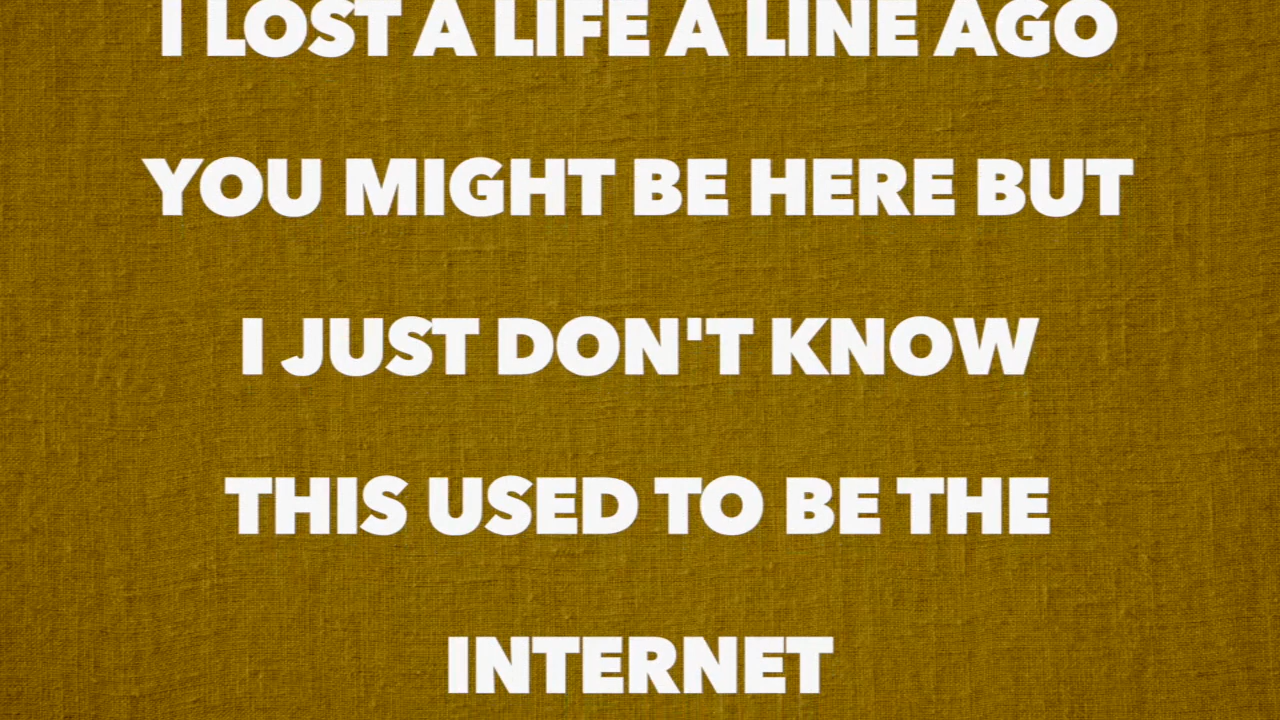 I LOST A LIFE A LINE AGO
YOU MIGHT BE HERE BUT
I JUST DON'T KNOW
THIS USED TO BE THE
INTERNET